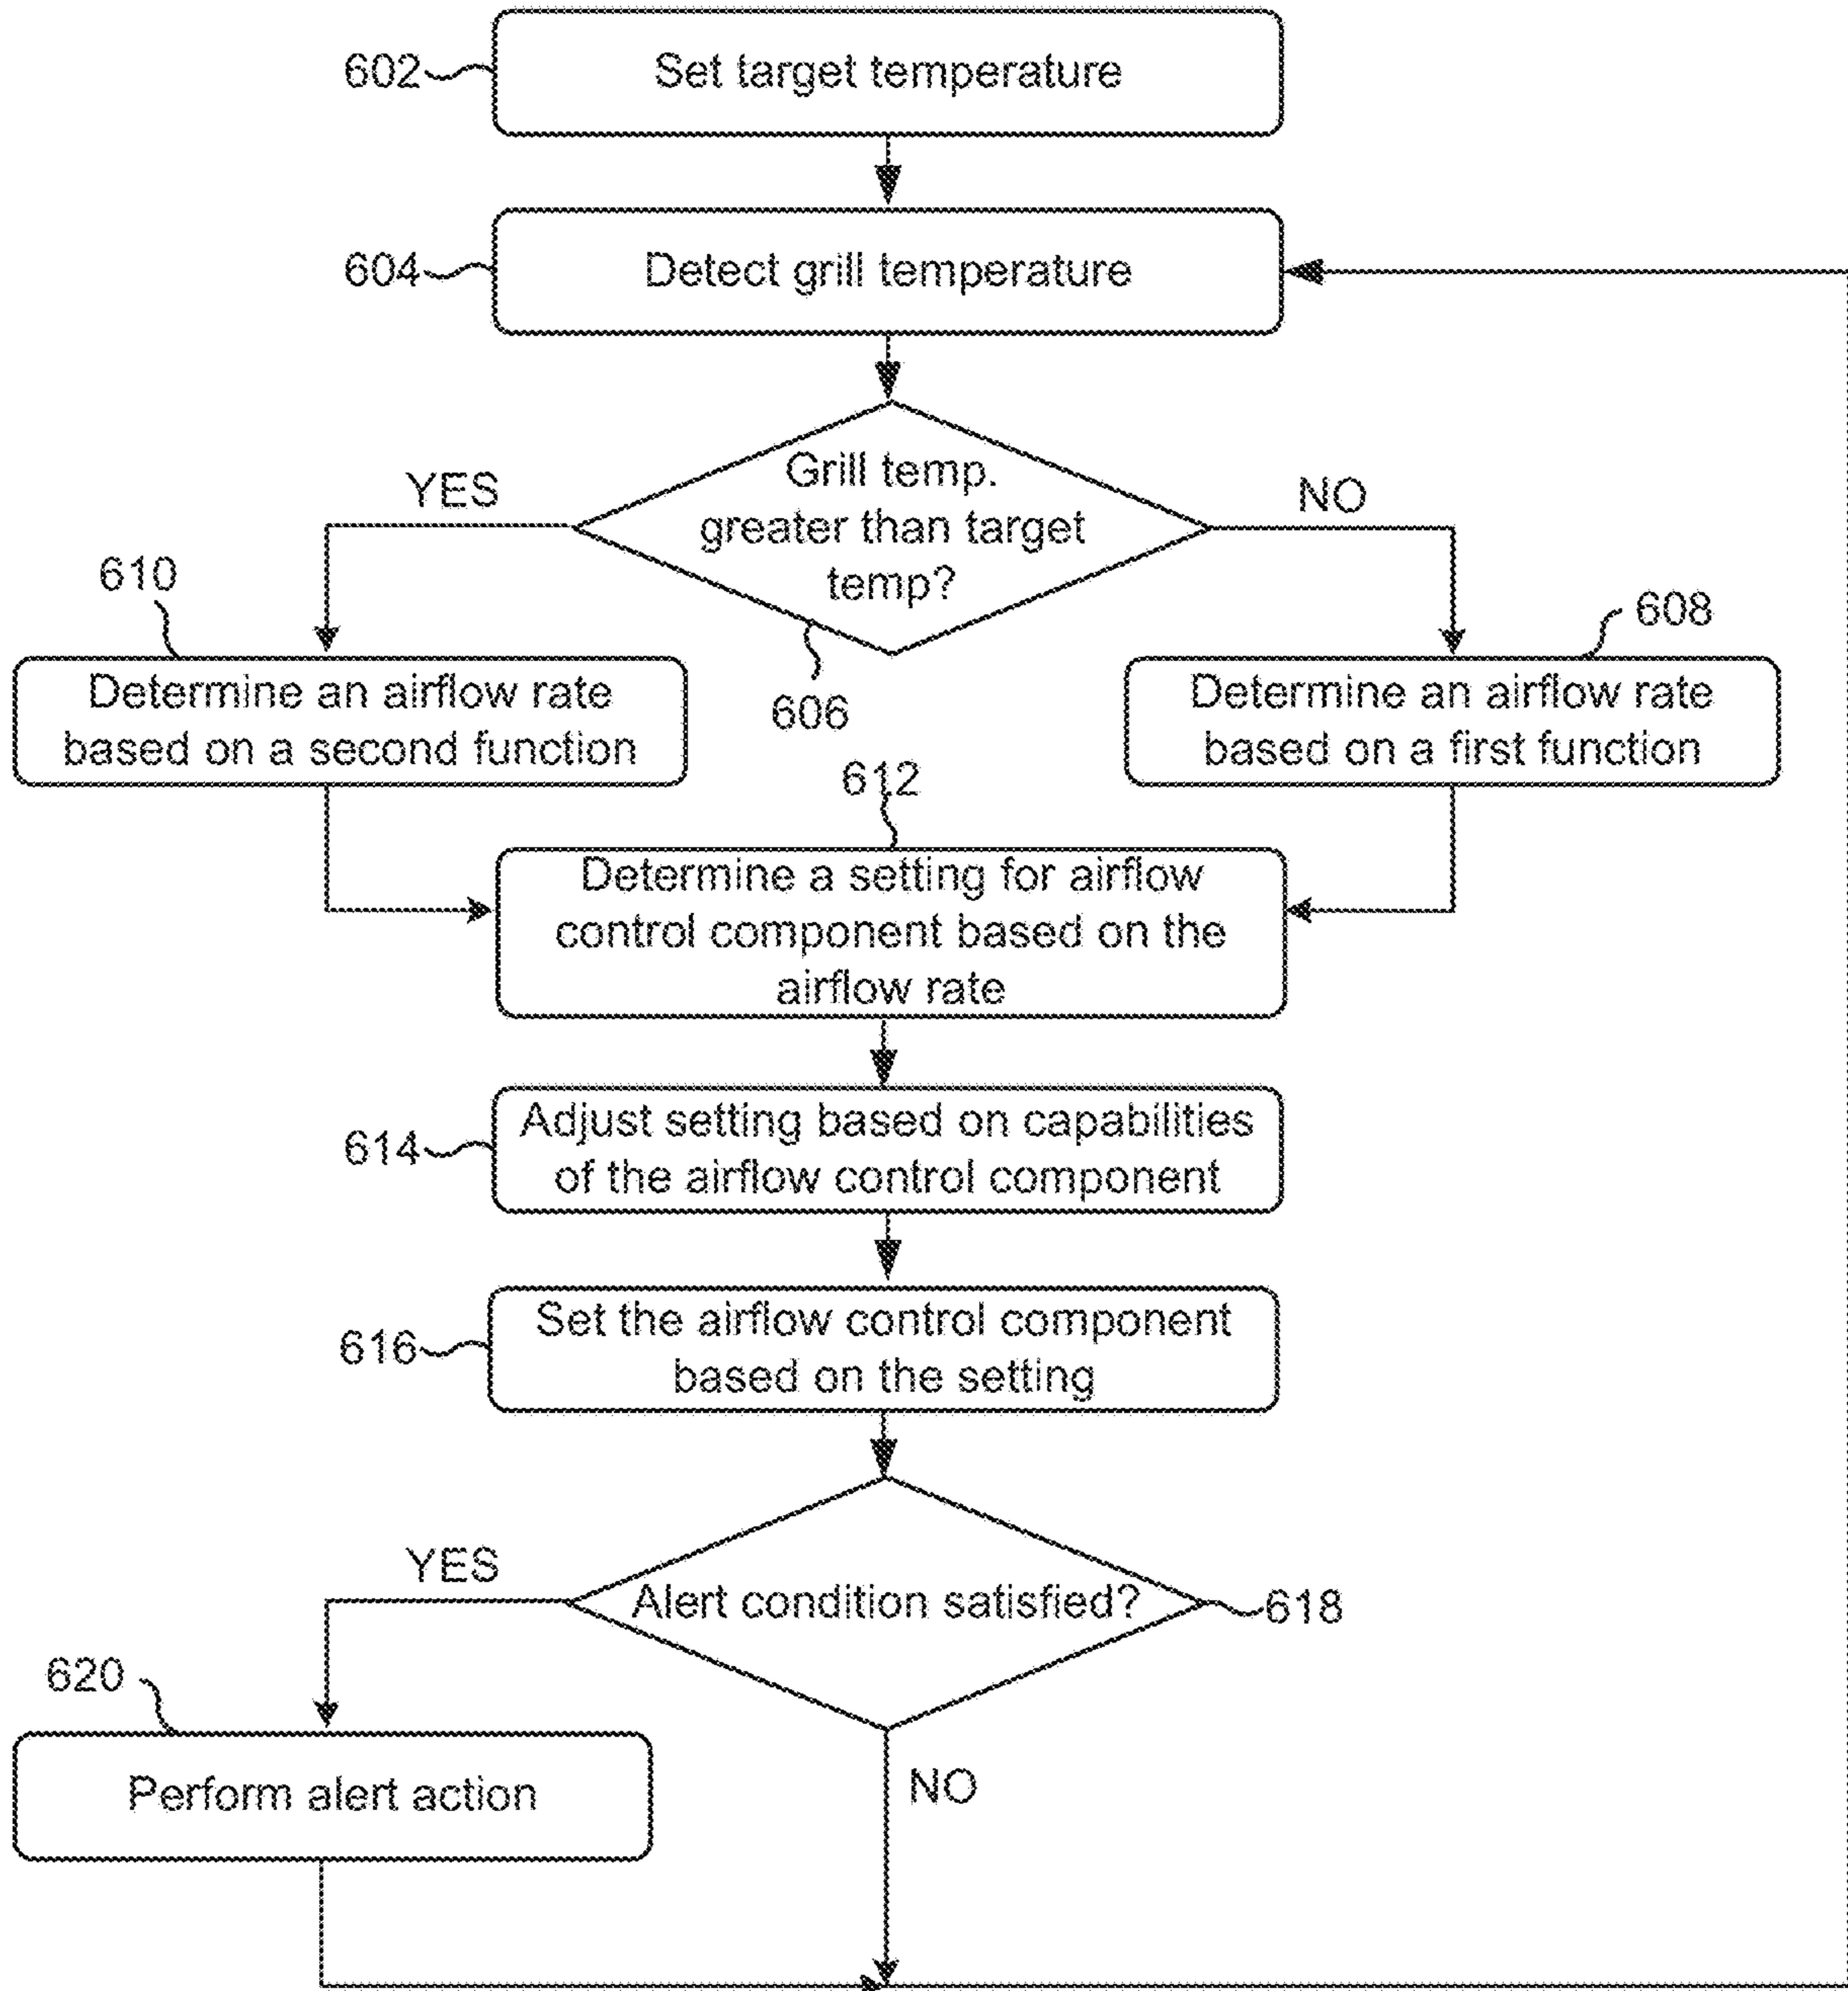 602
Set target temperature
604
Detect grill temperature
YES
Grill temp.
greater than target
temp?
NO
610
608
606
Determine an airflow rate
based on a second function
Determine an airflow rate
based on a first function
612
Determine a setting for airflow
control component based on the
airflow rate
614
Adjust setting based on capabilities
of the airflow control component
616
Set the airflow control component
based on the setting
YES
Alert condition satisfied?
618
620
Perform alert action
NO